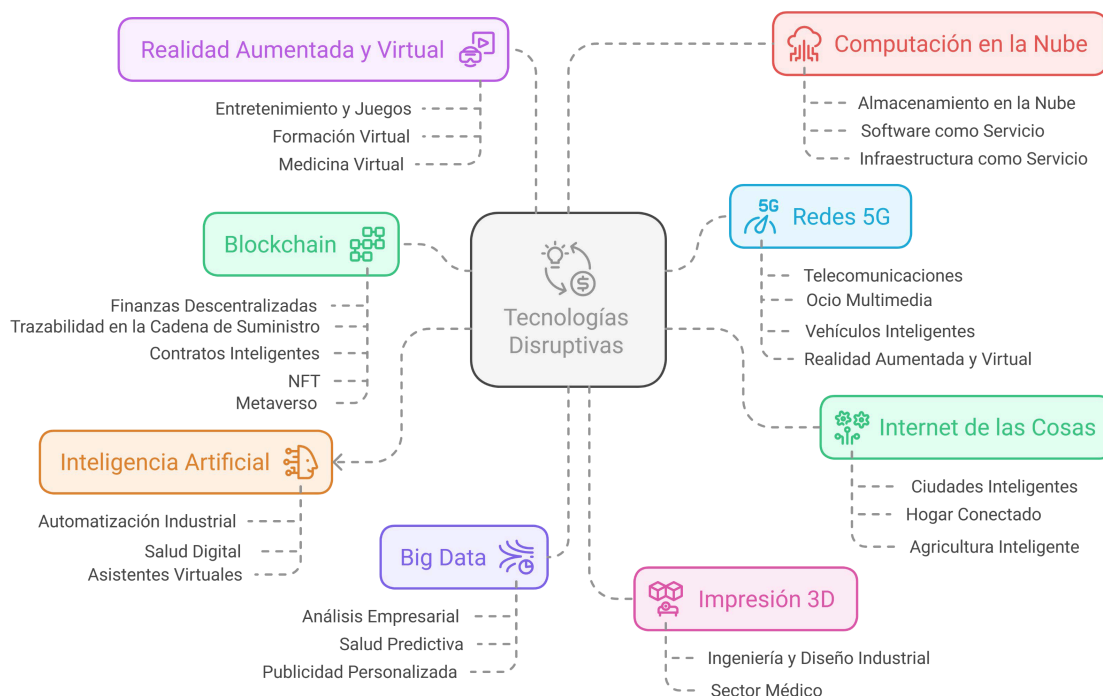 Realidad Aumentada y Virtual
Entretenimiento y Juegos
Formación Virtual
Medicina Virtual
Computación en la Nube
Almacenamiento en la Nube
Software como Servicio
Infraestructura como Servicio
Blockchain
Finanzas Descentralizadas
Trazabilidad en la Cadena de Suministro
Contratos Inteligentes
NFT
Metaverso
Tecnologías
Disruptivas
5G
Redes 5G
Telecomunicaciones
Ocio Multimedia
Vehículos Inteligentes
Realidad Aumentada y Virtual
Inteligencia Artificial
Automatización Industrial
Salud Digital
Asistentes Virtuales
Internet de las Cosas
Ciudades Inteligentes
Hogar Conectado
Agricultura Inteligente
Big Data
Análisis Empresarial
Salud Predictiva
Publicidad Personalizada
Impresión 3D
Ingeniería y Diseño Industrial
Sector Médico